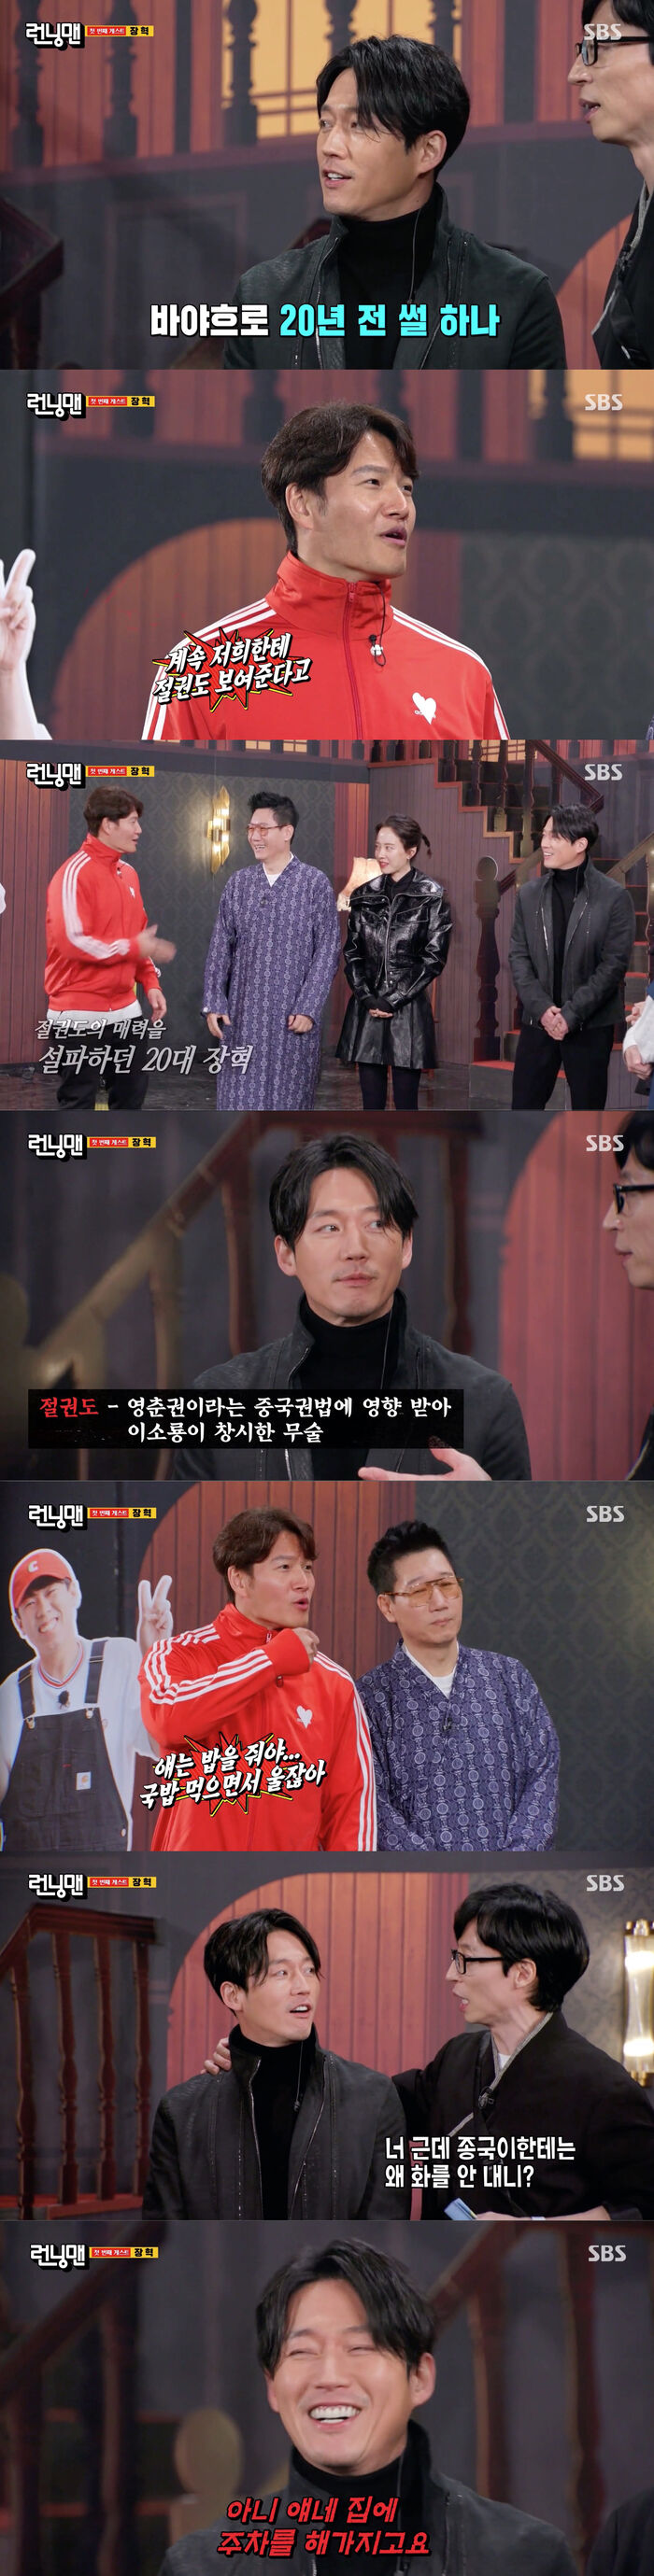 런닝맨 첫 번째 게스트 장혁
SBS
바야흐로 20년 전 썰 하나
런닝맨 첫 번째 게스트 장혁
SBS
계속 저희한테
절권도 보여준다고
런닝맨 첫 번째 게스트 장혁
SBS
절권도의 매력을
설파하던 20대 장혁
런닝맨 첫 번째 게스트 장혁
SBS
절권도 - 영춘권이라는 중국권법에 영향 받아
이소룡이 창시한 무술
런닝맨 첫 번째 게스트 장혁
SBS
얘는 밥을 줘야...
국밥 먹으면서 울잖아
런닝맨 첫 번째 게스트 장혁
SBS
너 근데 종국이한테는
왜 화를 안 내니?
런닝맨 첫 번째 게스트 장혁
SBS
아니 얘네 집에
주차를 해가지고요